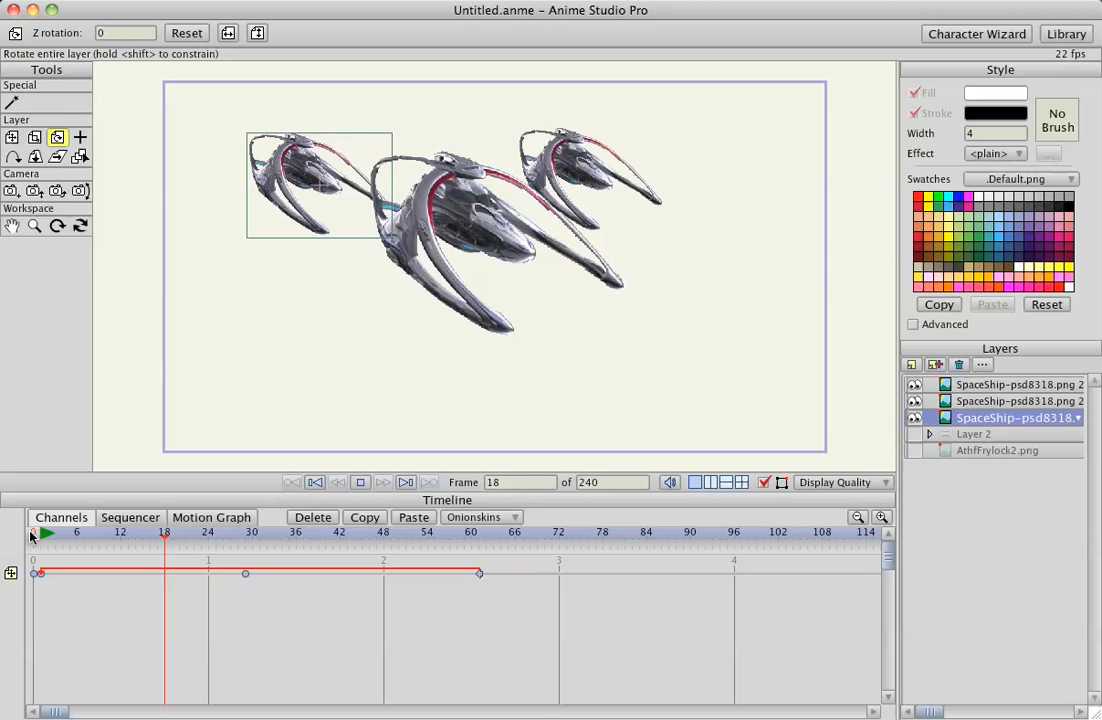 Untitled.anme – Anime Studio Pro
Z rotation: 0 Reset Character Wizard Library
Rotate entire layer (hold <shift> to constrain) 22 fps
Tools
Special
Layer
Camera
Workspace
Style
Fill
Stroke
Width 4
Effect <plain> ...
No Brush
Swatches .Default.png
Copy Paste Reset
Advanced
Layers
SpaceShip-psd8318.png 2
SpaceShip-psd8318.png 2
SpaceShip-psd8318.
Layer 2
AthfFrylock2.png
Frame 18 of 240 Display Quality
Timeline
Channels Sequencer Motion Graph Delete Copy Paste Onionskins
0 6 12 18 24 30 36 42 48 54 60 66 72 78 84 90 96 102 108 114
0 1 2 3 4